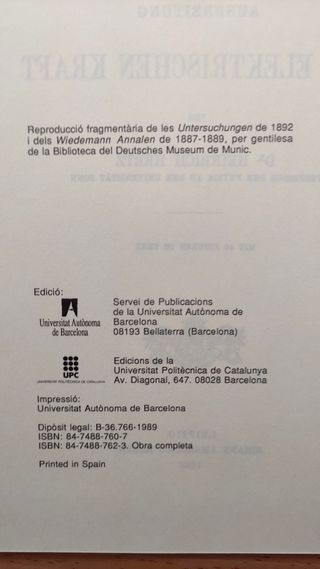 Reproducció fragmentària de les Untersuchungen de 1892
i dels Wiedemann Annalen de 1887-1889, per gentilesa
de la Biblioteca del Deutsches Museum de Munic.
Edició:
Universitat Autònoma
de Barcelona
Servei de Publicacions
de la Universitat Autònoma de
Barcelona
08193 Bellaterra (Barcelona)
UPC
UNIVERSITAT POLITÈCNICA DE CATALUNYA
Edicions de la
Universitat Politècnica de Catalunya
Av. Diagonal, 647. 08028 Barcelona
Impressió:
Universitat Autònoma de Barcelona
Dipòsit legal: B-36.766-1989
ISBN: 84-7488-760-7
ISBN: 84-7488-762-3. Obra completa
Printed in Spain